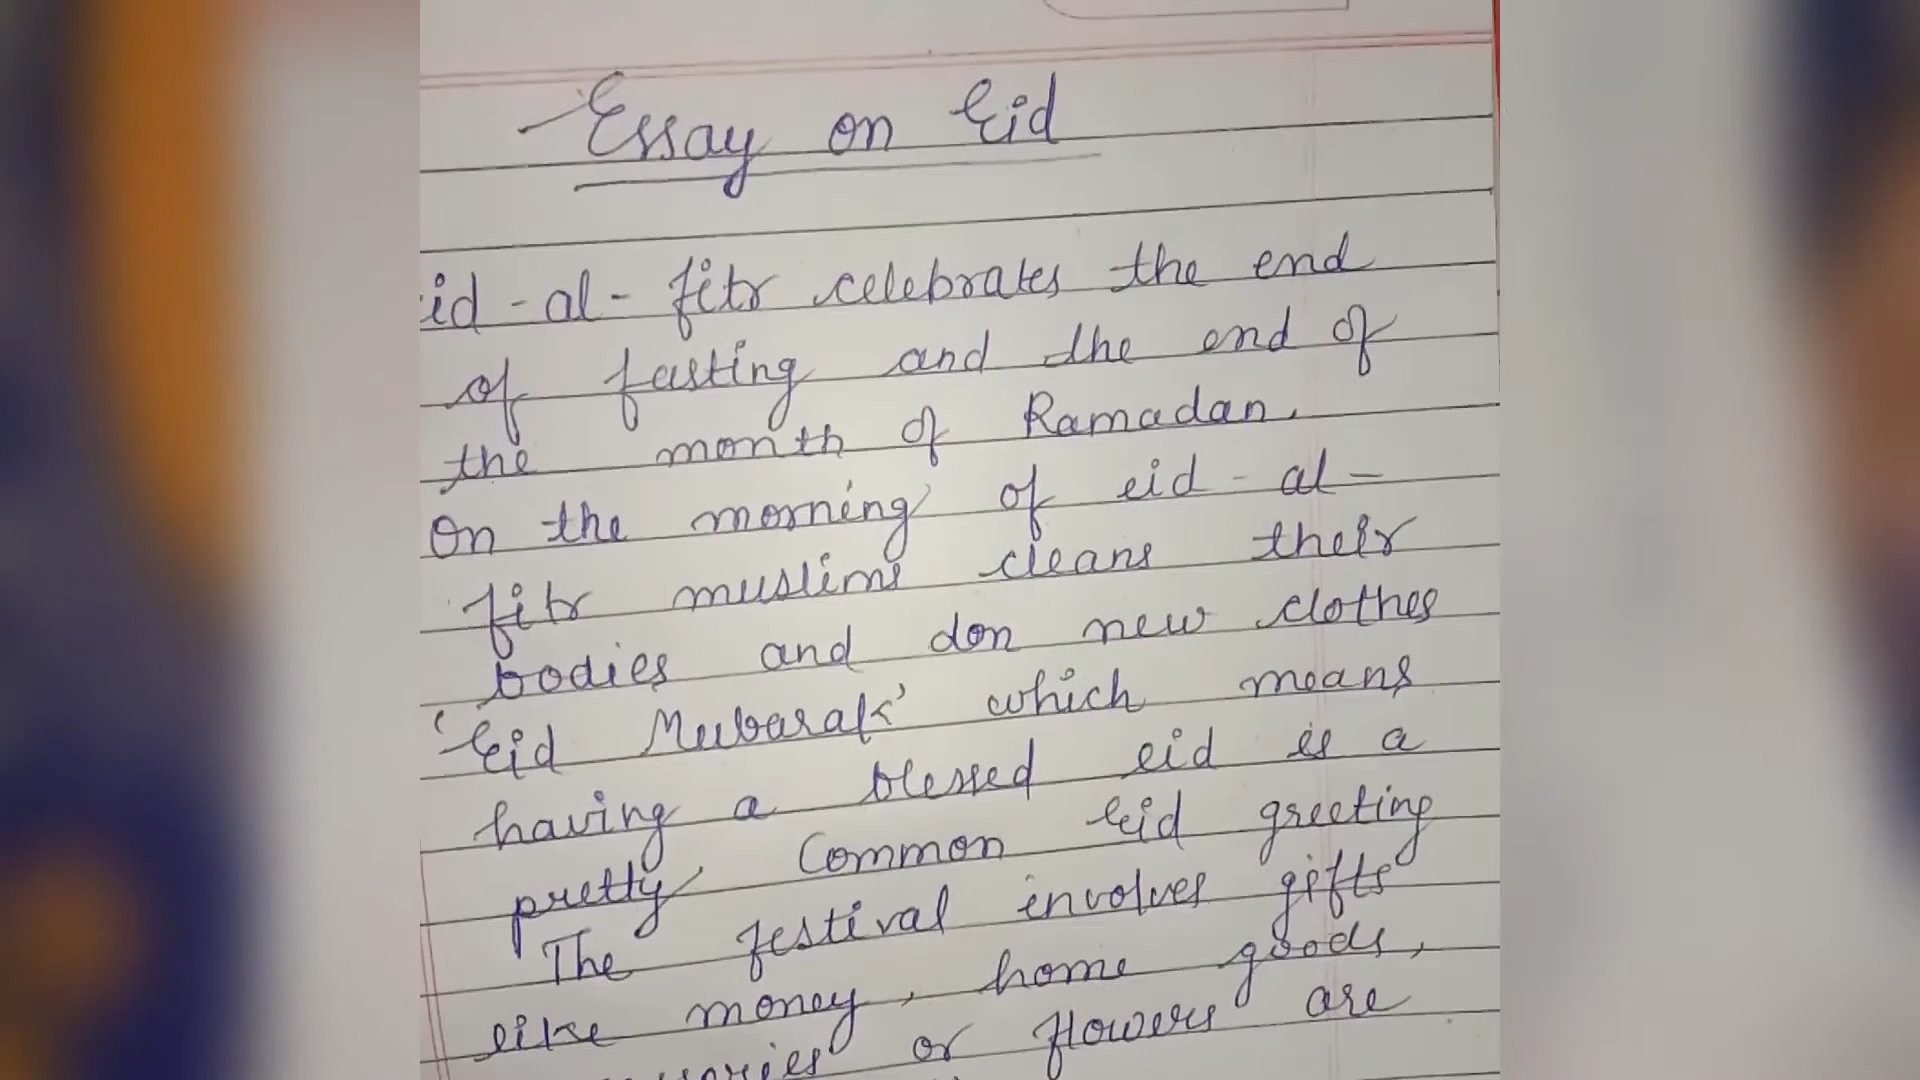 Essay on Eid
eid - al - fitr celebrates the end
of fasting and the end of
the month of Ramadan.
On the morning of eid - al -
fitr muslims cleans their
bodies and don new clothes
'Eid Mubarak' which means
having a blessed eid is a
pretty Common Eid greeting
The festival involves gifts
like money, home goods,
or flowers are